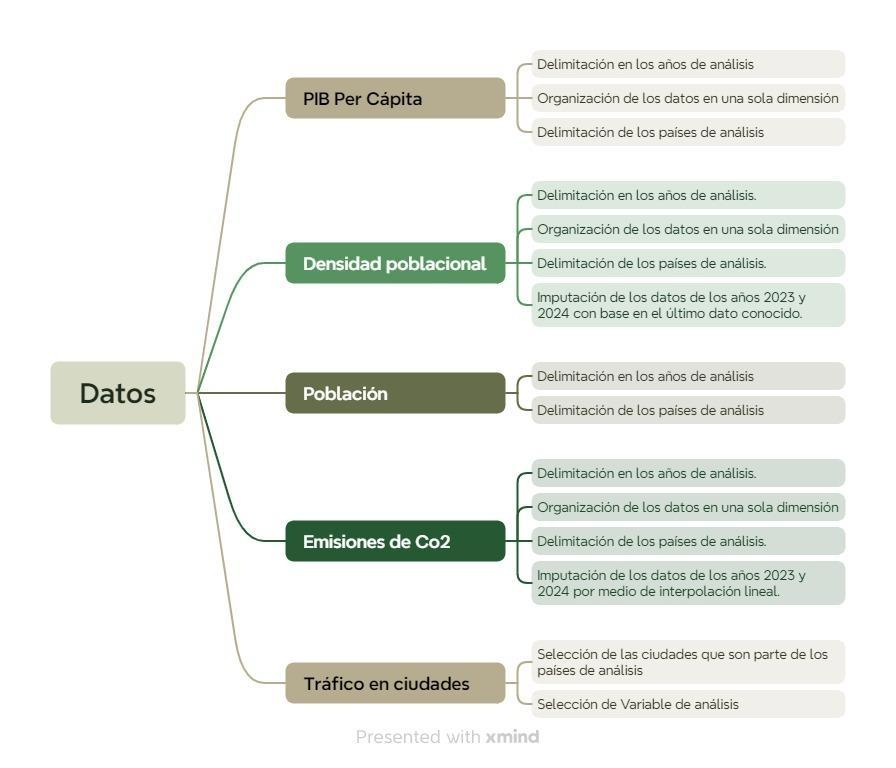 Datos
PIB Per Cápita
Delimitación en los años de análisis
Organización de los datos en una sola dimensión
Delimitación de los países de análisis
Densidad poblacional
Delimitación en los años de análisis.
Organización de los datos en una sola dimensión
Delimitación de los países de análisis.
Imputación de los datos de los años 2023 y
2024 con base en el último dato conocido.
Población
Delimitación en los años de análisis
Delimitación de los países de análisis
Emisiones de Co2
Delimitación en los años de análisis.
Organización de los datos en una sola dimensión
Delimitación de los países de análisis.
Imputación de los datos de los años 2023 y
2024 por medio de interpolación lineal.
Tráfico en ciudades
Selección de las ciudades que son parte de los
países de análisis
Selección de Variable de análisis
Presented with xmind